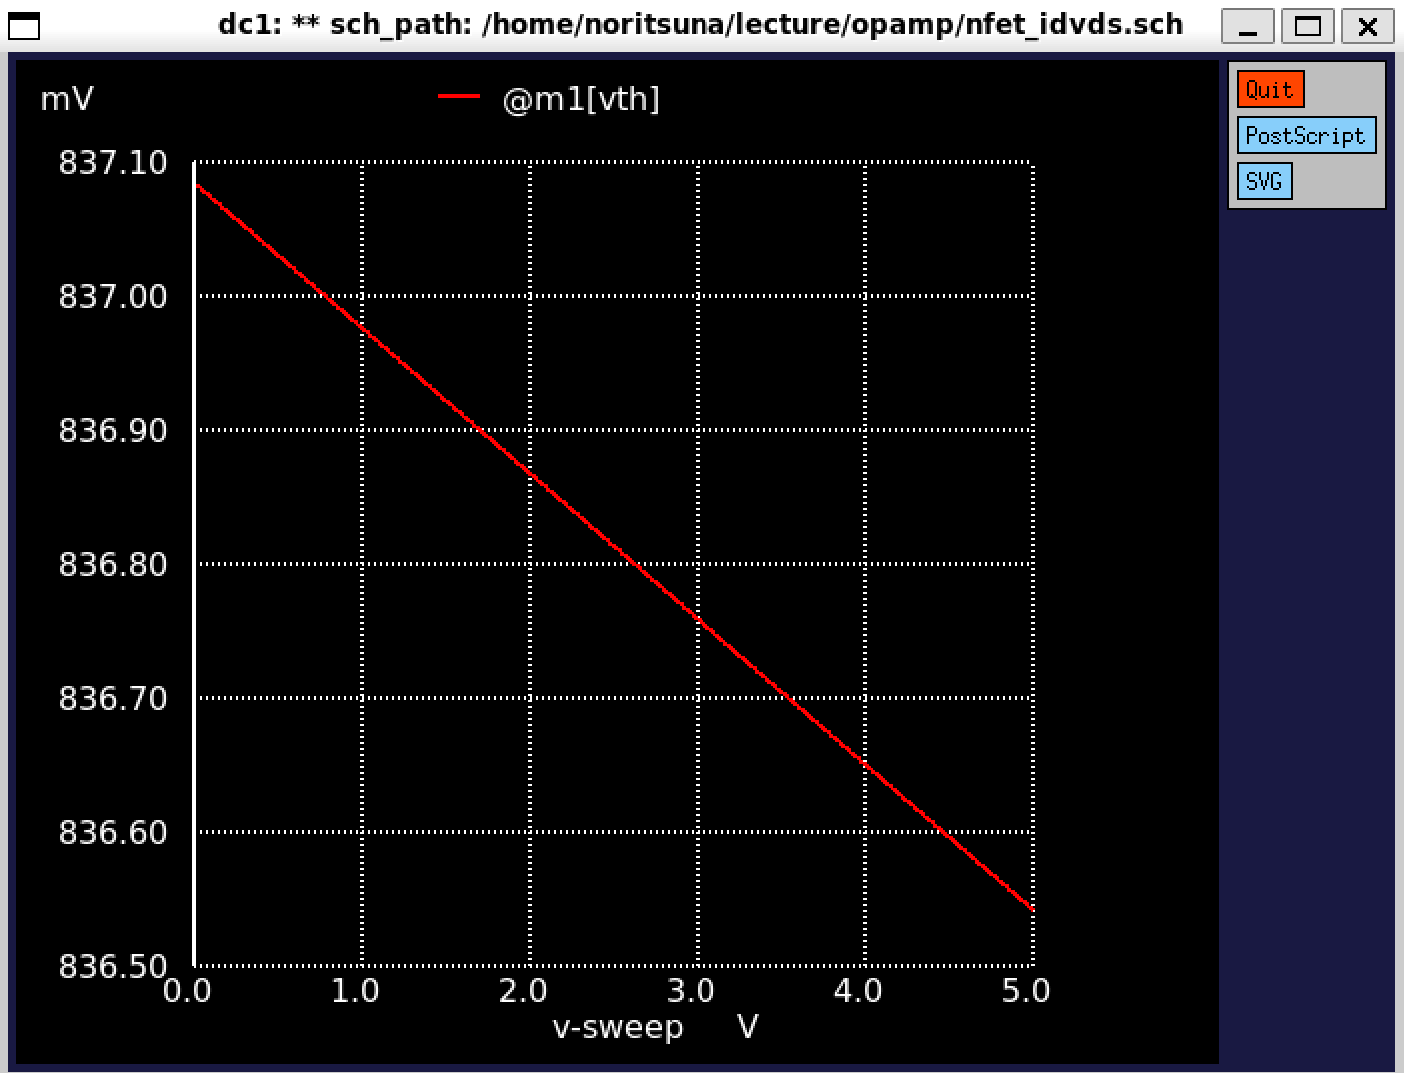 dc1: ** sch_path: /home/noritsuna/lecture/opamp/nfet_idvds.sch
Quit
PostScript
SVG
mV
@m1[vth]
837.10
837.00
836.90
836.80
836.70
836.60
836.50
0.0 1.0 2.0 3.0 4.0 5.0
v-sweep V